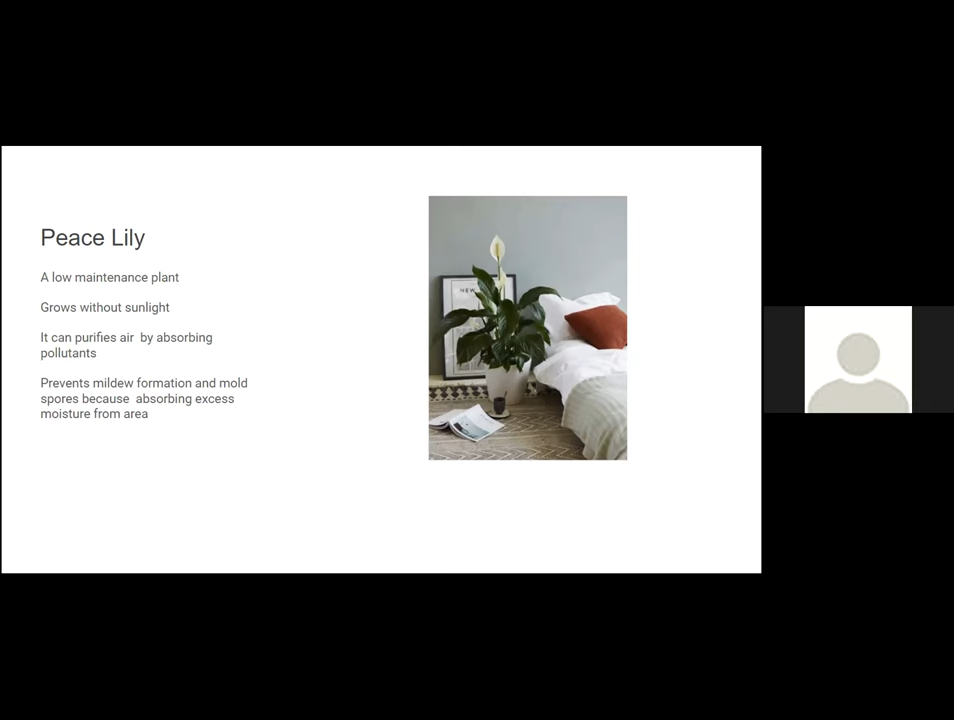 Peace Lily
A low maintenance plant
Grows without sunlight
It can purifies air  by absorbing
pollutants
Prevents mildew formation and mold
spores because  absorbing excess
moisture from area
NEW